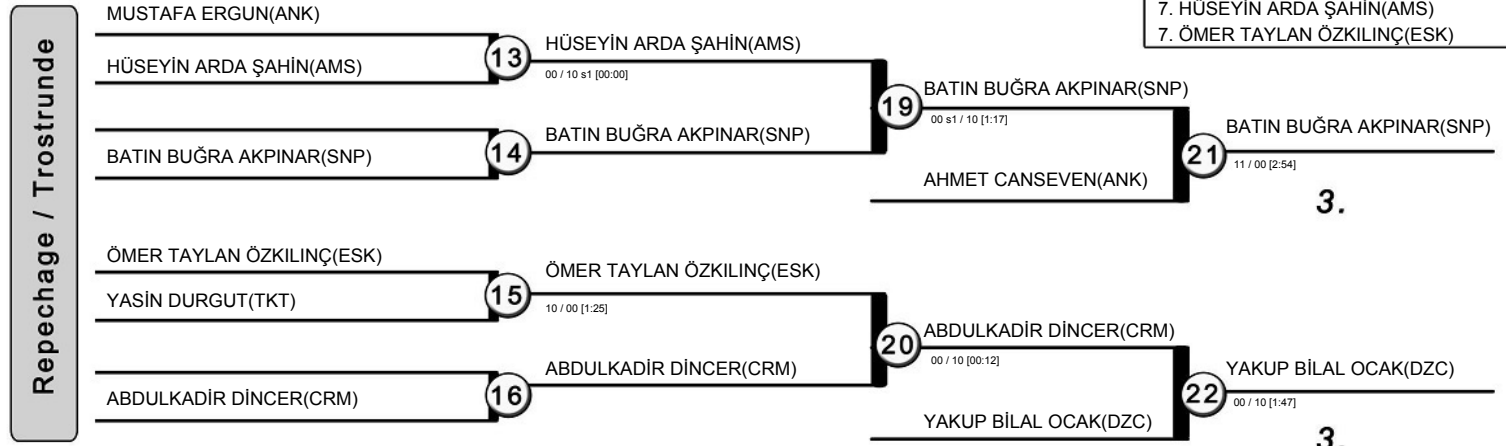 Repechage / Trostrunde
7. HÜSEYİN ARDA ŞAHİN(AMS)
7. ÖMER TAYLAN ÖZKILINÇ(ESK)
MUSTAFA ERGUN(ANK)
HÜSEYİN ARDA ŞAHİN(AMS)
13
HÜSEYİN ARDA ŞAHİN(AMS)
00 / 10 s1 [00:00]
BATIN BUĞRA AKPINAR(SNP)
14
BATIN BUĞRA AKPINAR(SNP)
19
BATIN BUĞRA AKPINAR(SNP)
00 s1 / 10 [1:17]
AHMET CANSEVEN(ANK)
21
BATIN BUĞRA AKPINAR(SNP)
11 / 00 [2:54]
3.
ÖMER TAYLAN ÖZKILINÇ(ESK)
YASİN DURGUT(TKT)
15
ÖMER TAYLAN ÖZKILINÇ(ESK)
10 / 00 [1:25]
ABDULKADİR DİNCER(CRM)
16
ABDULKADİR DİNCER(CRM)
20
ABDULKADİR DİNCER(CRM)
00 / 10 [00:12]
YAKUP BİLAL OCAK(DZC)
22
YAKUP BİLAL OCAK(DZC)
00 / 10 [1:47]
3.